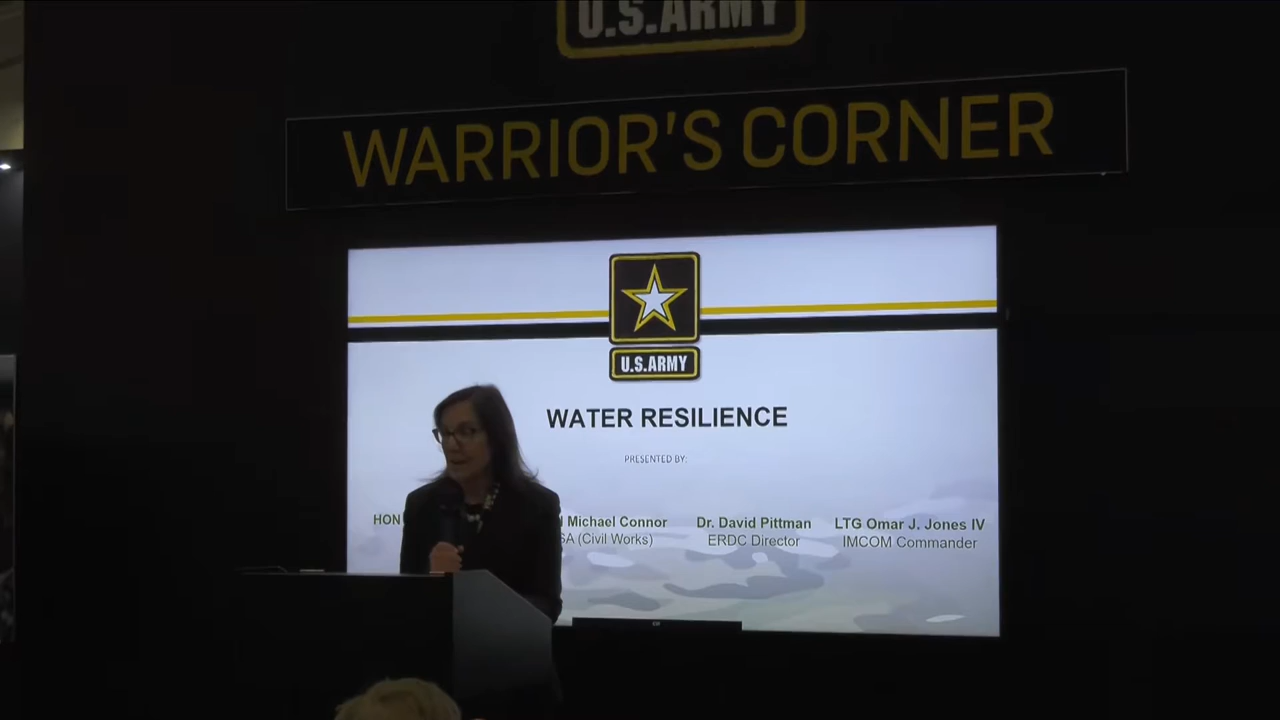 U.S.ARMY
WARRIOR'S CORNER
U.S.ARMY
WATER RESILIENCE
PRESENTED BY:
HON Michael Connor Dr. David Pittman LTG Omar J. Jones IV
(Civil Works) ERDC Director IMCOM Commander